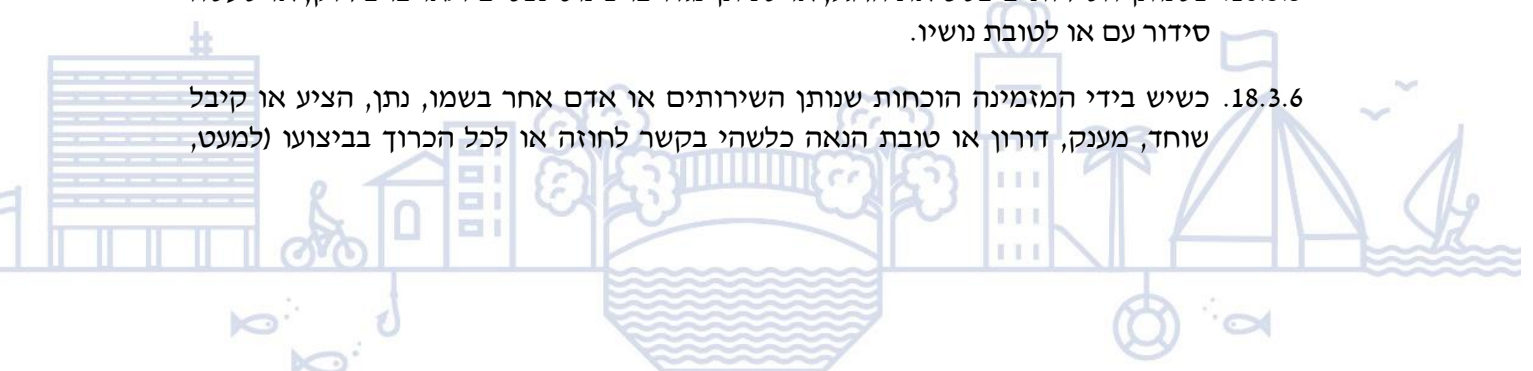 סידור עם או לטובת נושיו.
18.3.6. כשיש בידי המזמינה הוכחות שנותן השירותים או אדם אחר בשמו, נתן, הציע או קיבל
שוחד, מענק, דורון או טובת הנאה כלשהי בקשר לחוזה או לכל הכרוך בביצועו (למעט,